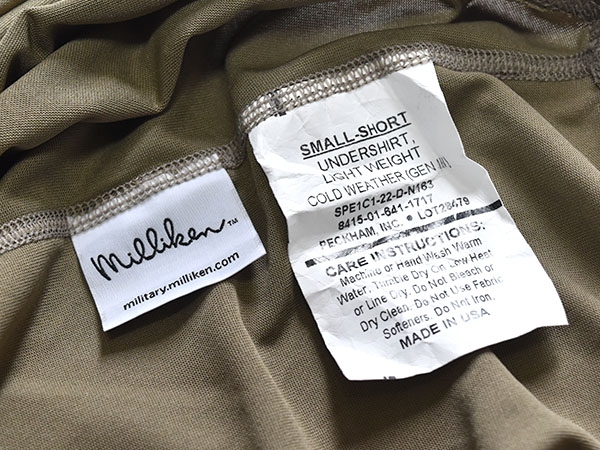 Milliken™
military.milliken.com
SMALL-SHORT
UNDERSHIRT,
LIGHT WEIGHT
COLD WEATHER (GEN III)
SPE1C1-22-D-N163
8415-01-641-1717
PECKHAM, INC. • LOT28479
CARE INSTRUCTIONS:
Machine or Hand Wash Warm
Water. Tumble Dry On Low Heat
or Line Dry. Do Not Bleach or
Dry Clean. Do Not Use Fabric
Softeners. Do Not Iron.
MADE IN USA